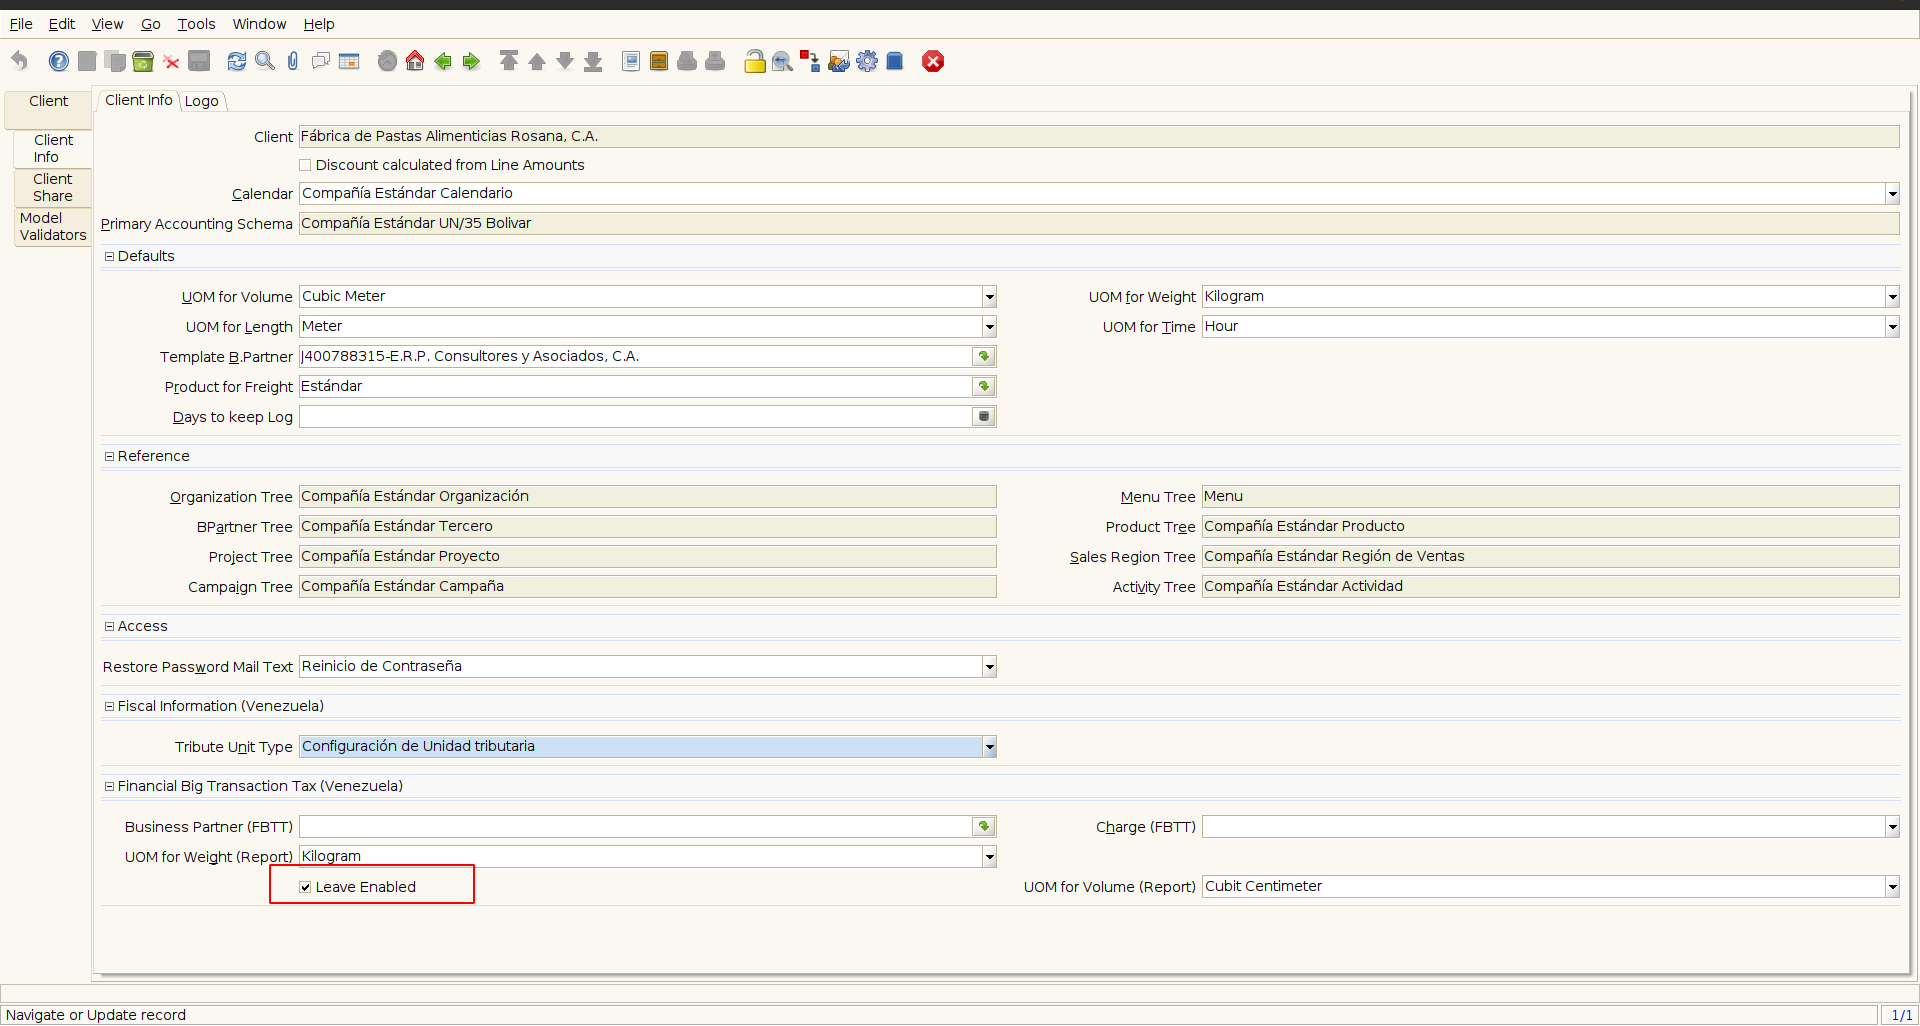 File Edit View Go Tools Window Help
Client
Client Info
Client Share
Model Validators
Client Info Logo
Client Fábrica de Pastas Alimenticias Rosana, C.A.
Discount calculated from Line Amounts
Calendar Compañía Estándar Calendario
Primary Accounting Schema Compañía Estándar UN/35 Bolivar
Defaults
UOM for Volume Cubic Meter UOM for Weight Kilogram
UOM for Length Meter UOM for Time Hour
Template B.Partner J400788315-E.R.P. Consultores y Asociados, C.A.
Product for Freight Estándar
Days to keep Log
Reference
Organization Tree Compañía Estándar Organización Menu Tree Menu
BPartner Tree Compañía Estándar Tercero Product Tree Compañía Estándar Producto
Project Tree Compañía Estándar Proyecto Sales Region Tree Compañía Estándar Región de Ventas
Campaign Tree Compañía Estándar Campaña Activity Tree Compañía Estándar Actividad
Access
Restore Password Mail Text Reinicio de Contraseña
Fiscal Information (Venezuela)
Tribute Unit Type Configuración de Unidad tributaria
Financial Big Transaction Tax (Venezuela)
Business Partner (FBTT) Charge (FBTT)
UOM for Weight (Report) Kilogram
Leave Enabled UOM for Volume (Report) Cubit Centimeter
Navigate or Update record 1/1